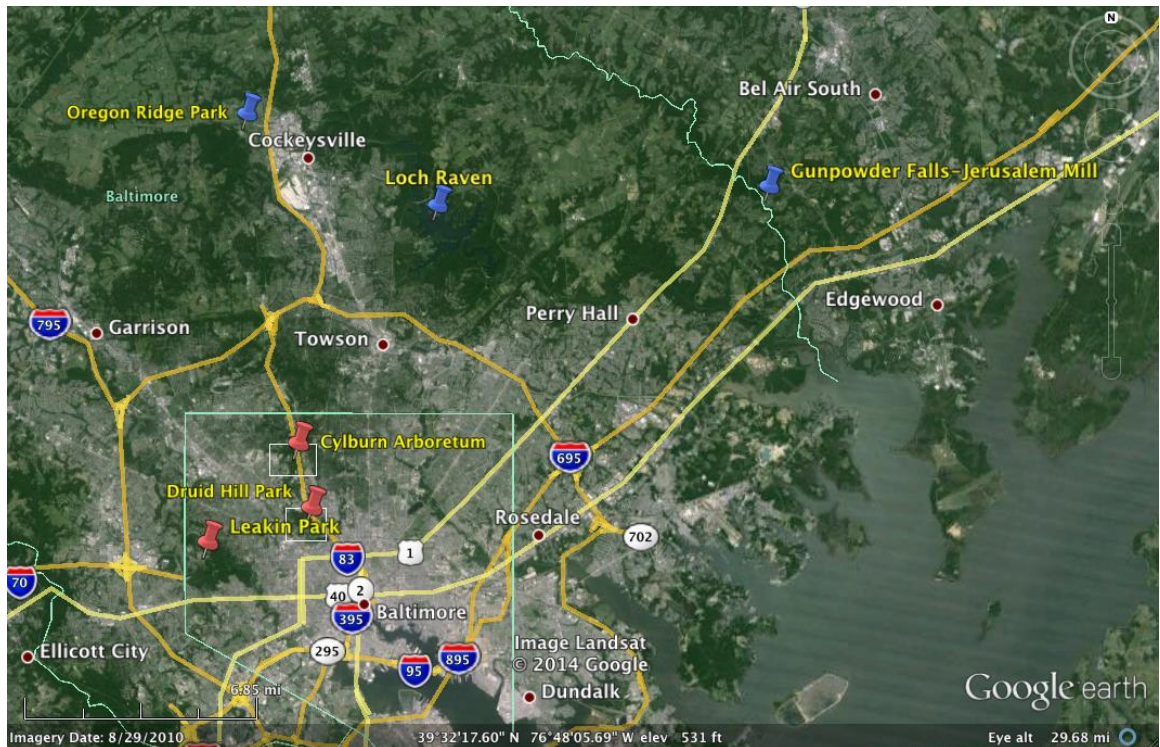 N
Bel Air South
Oregon Ridge Park
Cockeysville
Loch Raven
Gunpowder Falls-Jerusalem Mill
Baltimore
Edgewood
Perry Hall
795
Garrison
Towson
Cylburn Arboretum
695
Druid Hill Park
Leakin Park
Rosedale
702
1
83
70
40
2
395
Baltimore
Ellicott City
295
95
895
Image Landsat
© 2014 Google
Dundalk
6.85 mi
Google earth
Imagery Date: 8/29/2010
39°32'17.60" N 76°48'05.69" W elev 531 ft
Eye alt 29.68 mi